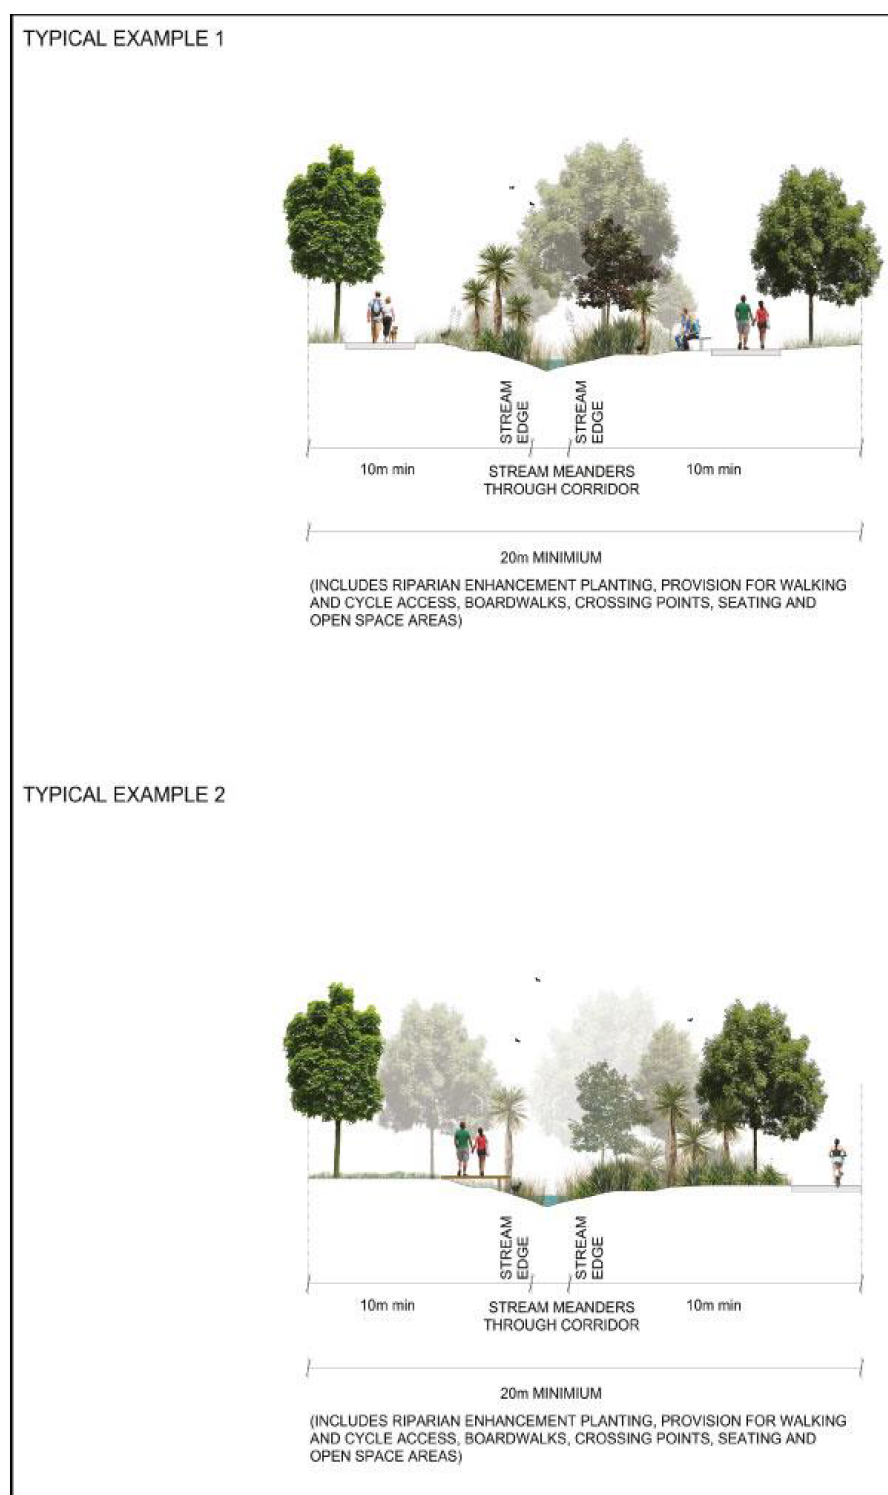 TYPICAL EXAMPLE 1
STREAM
EDGE
STREAM
EDGE
10m min
STREAM MEANDERS
THROUGH CORRIDOR
10m min
20m MINIMIUM
(INCLUDES RIPARIAN ENHANCEMENT PLANTING, PROVISION FOR WALKING
AND CYCLE ACCESS, BOARDWALKS, CROSSING POINTS, SEATING AND
OPEN SPACE AREAS)
TYPICAL EXAMPLE 2
STREAM
EDGE
STREAM
EDGE
10m min
STREAM MEANDERS
THROUGH CORRIDOR
10m min
20m MINIMIUM
(INCLUDES RIPARIAN ENHANCEMENT PLANTING, PROVISION FOR WALKING
AND CYCLE ACCESS, BOARDWALKS, CROSSING POINTS, SEATING AND
OPEN SPACE AREAS)